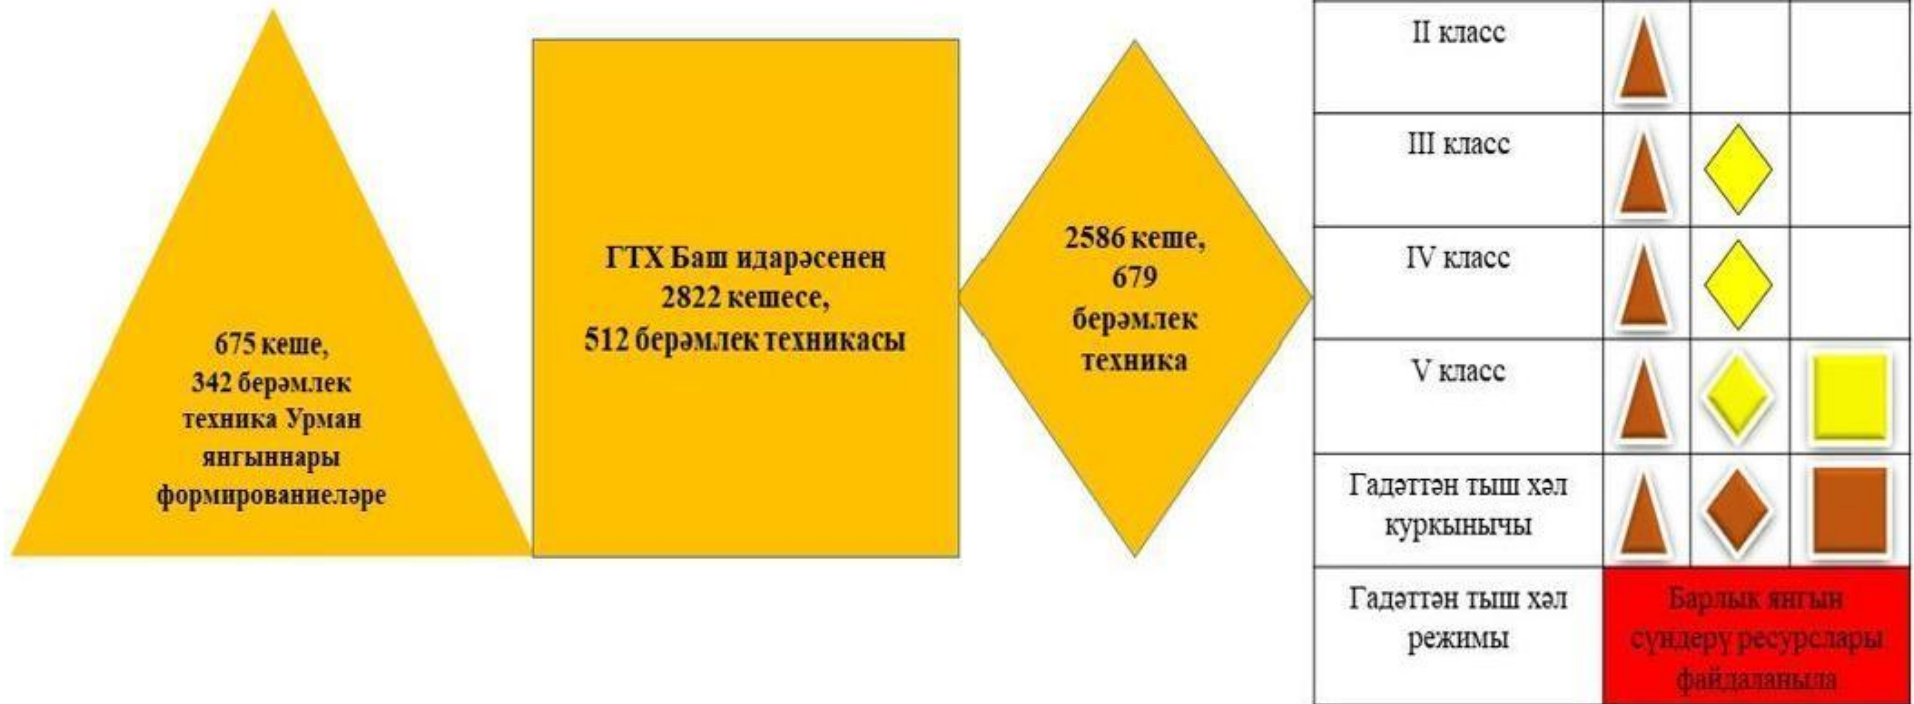 675 кеше,
342 берәмлек
техника Урман
янгыннары
формированиеләре
ГТХ Баш идарәсенең
2822 кешесе,
512 берәмлек техникасы
2586 кеше,
679
берәмлек
техника
II класс
III класс
IV класс
V класс
Гадәттән тыш хәл
куркынычы
Гадәттән тыш хәл
режимы
Барлык янгын
сүндерү ресурслары
файдаланыла